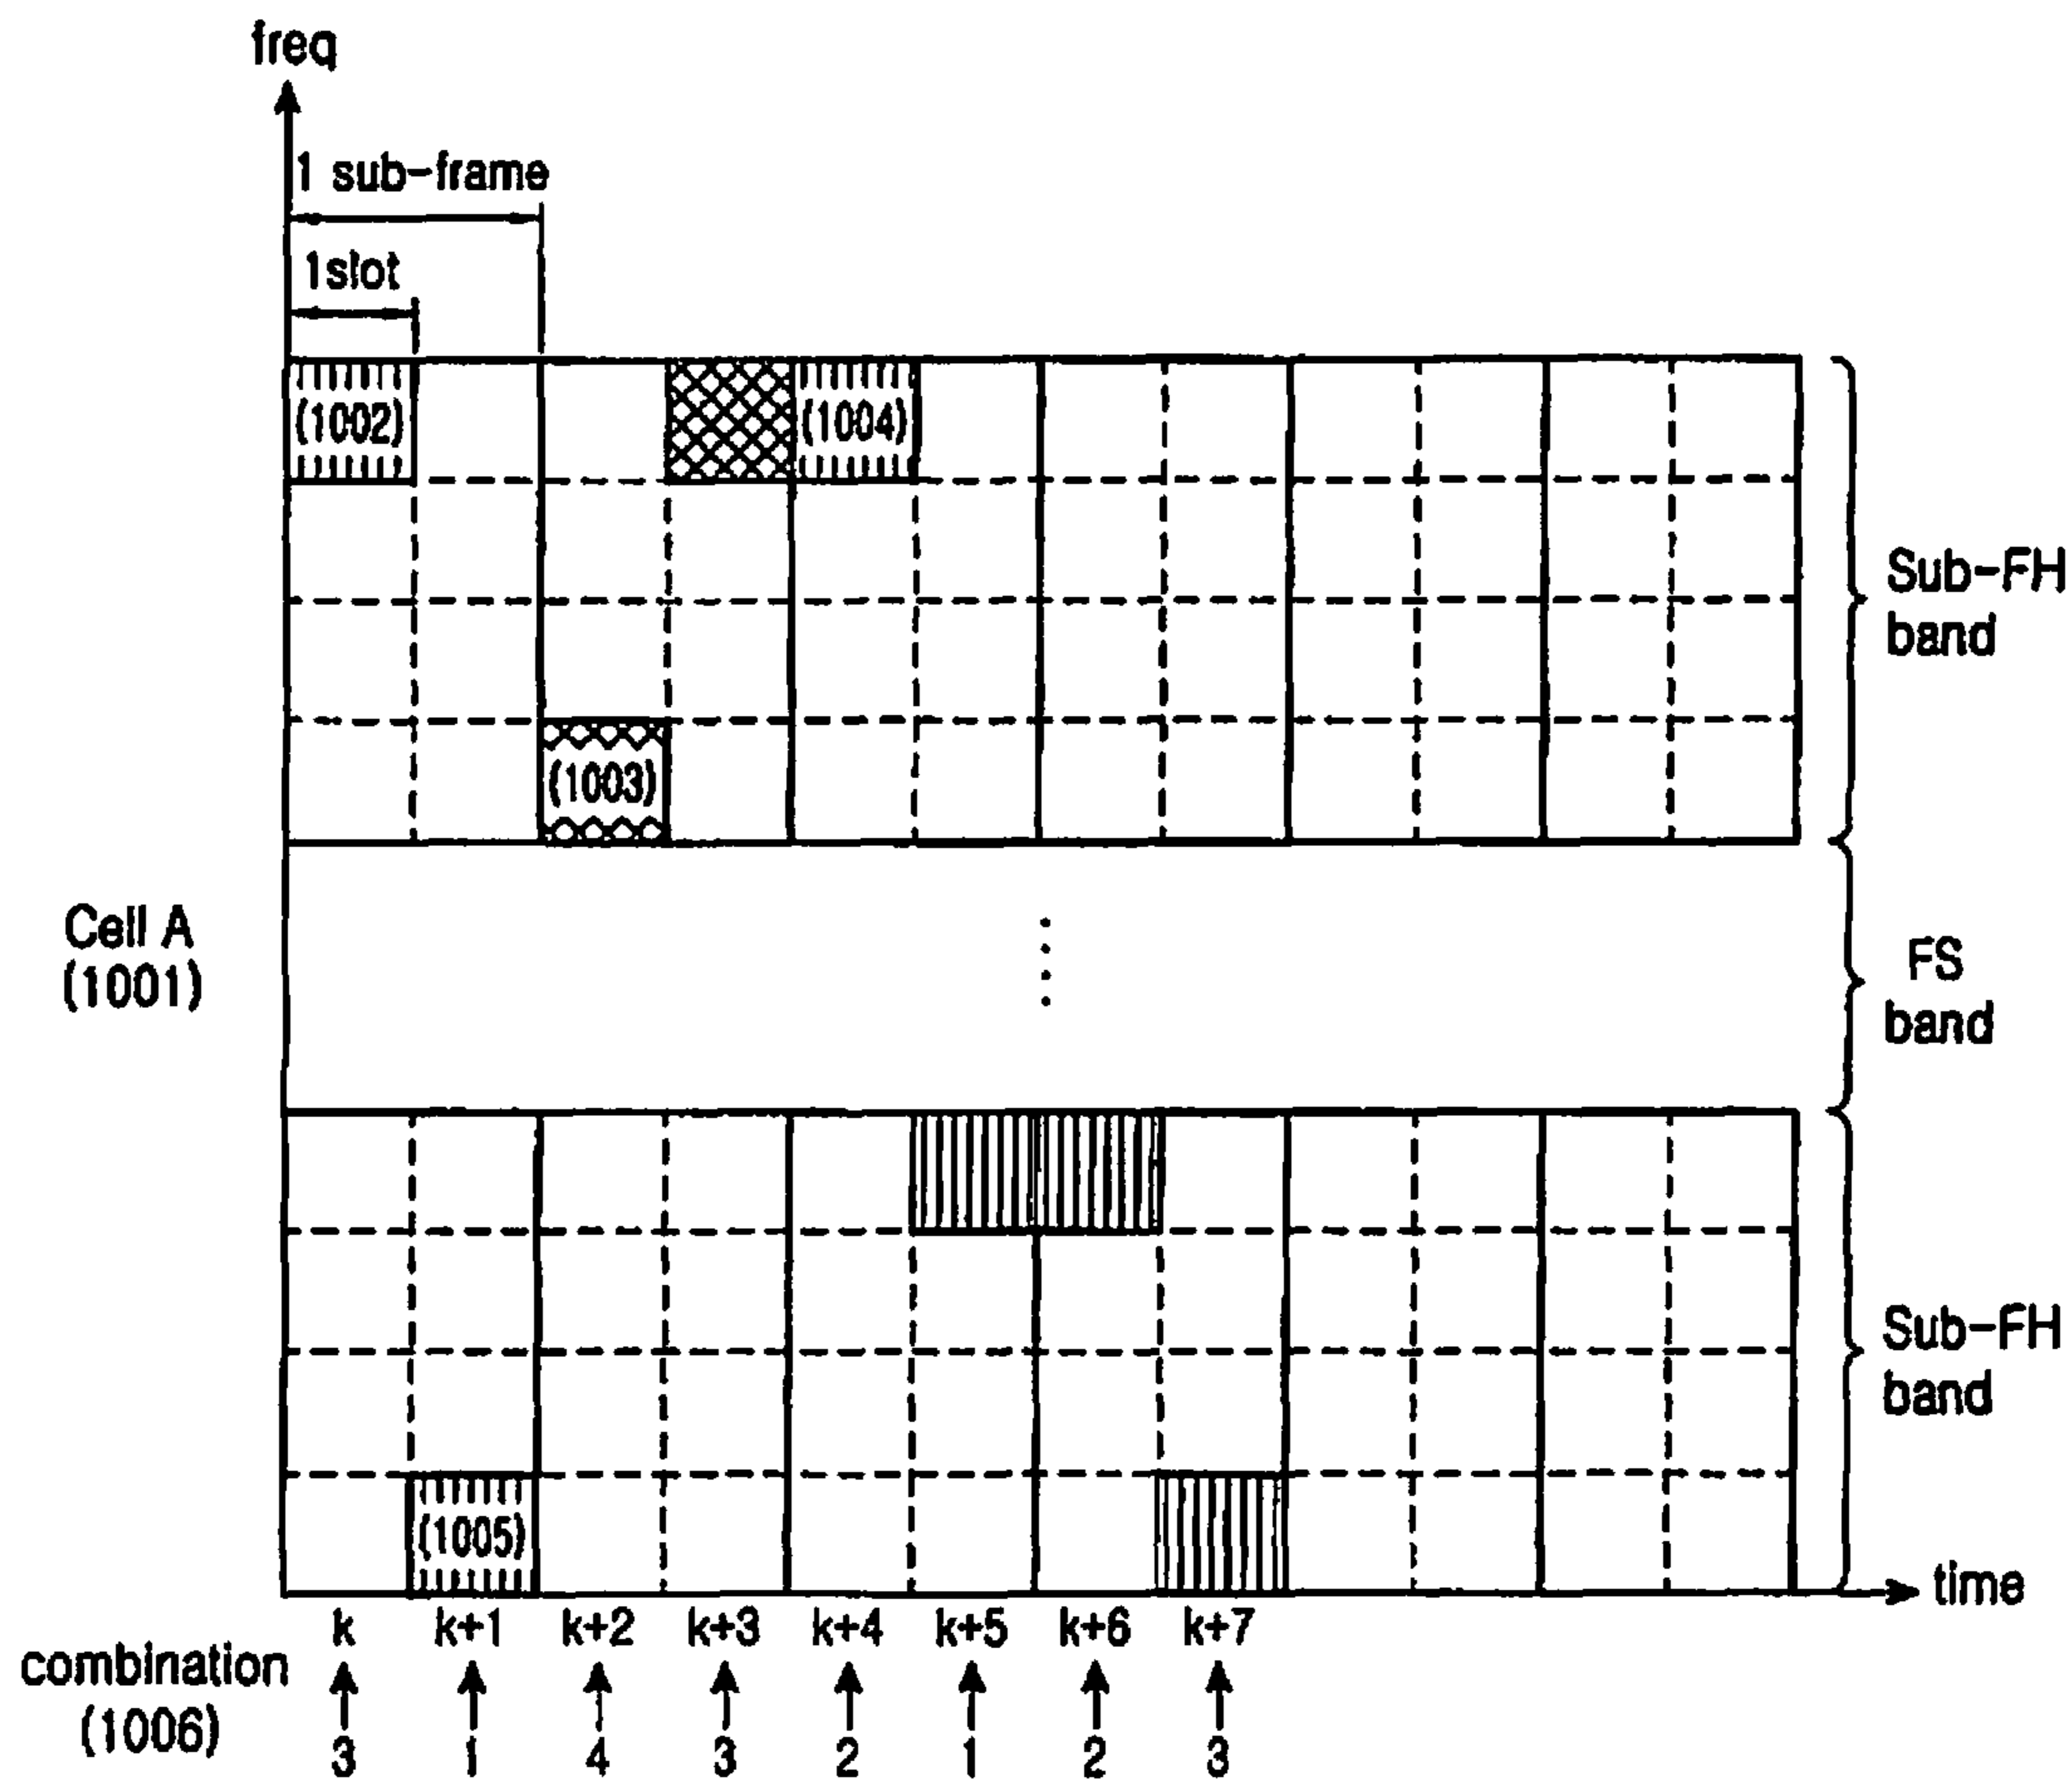 freq
1 sub-frame
1slot
(1002)
(1004)
(1003)
Sub-FH
band
Cell A
(1001)
FS
band
Sub-FH
band
(1005)
time
k k+1 k+2 k+3 k+4 k+5 k+6 k+7
combination
(1006)
3 1 4 3 2 1 2 3